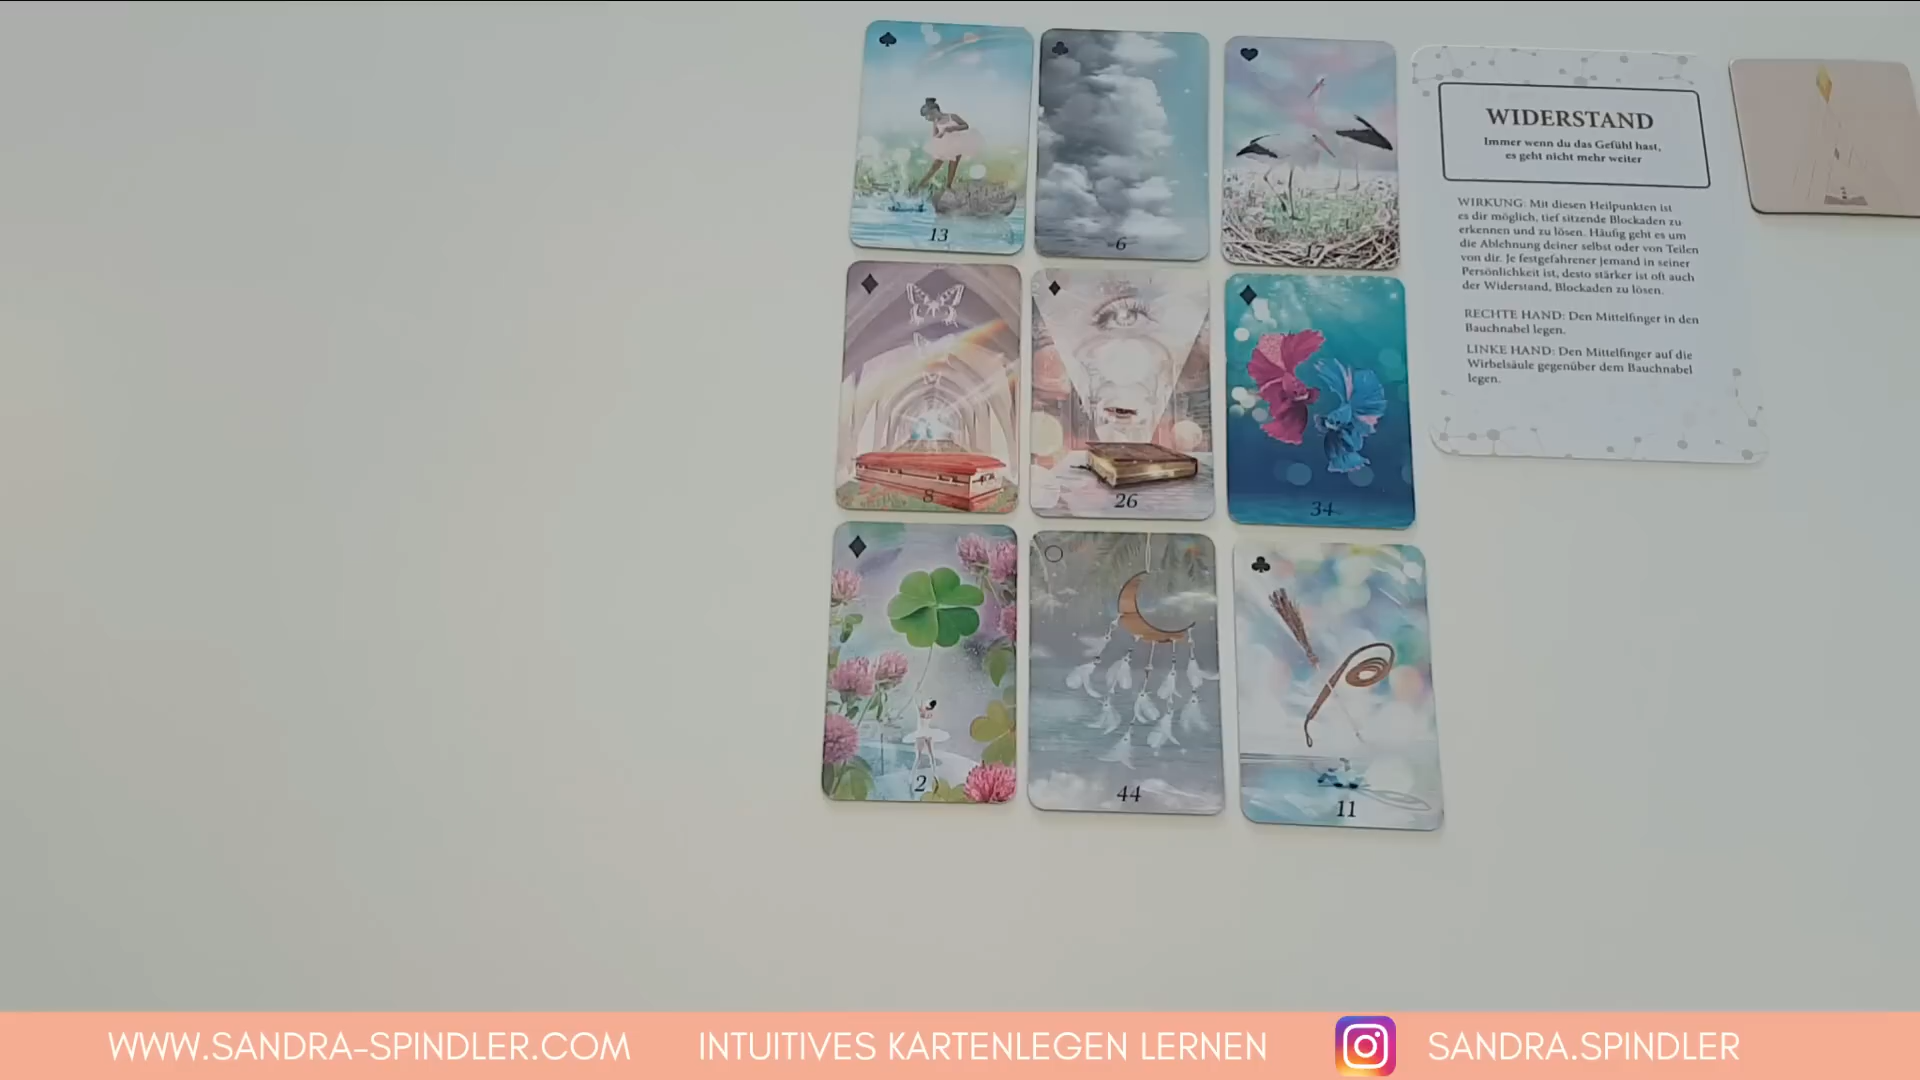 13
6
17
8
26
34
2
44
11
WIDERSTAND
Immer wenn du das Gefühl hast,
es geht nicht mehr weiter
WIRKUNG: Mit diesen Heilpunkten ist
es dir möglich, tief sitzende Blockaden zu
erkennen und zu lösen. Häufig geht es um
die Ablehnung deiner selbst oder von Teilen
von dir. Je festgefahrener jemand in seiner
Persönlichkeit ist, desto stärker ist oft auch
der Widerstand, Blockaden zu lösen.
RECHTE HAND: Den Mittelfinger in den
Bauchnabel legen.
LINKE HAND: Den Mittelfinger auf die
Wirbelsäule gegenüber dem Bauchnabel
legen.
WWW.SANDRA-SPINDLER.COM INTUITIVES KARTENLEGEN LERNEN SANDRA.SPINDLER